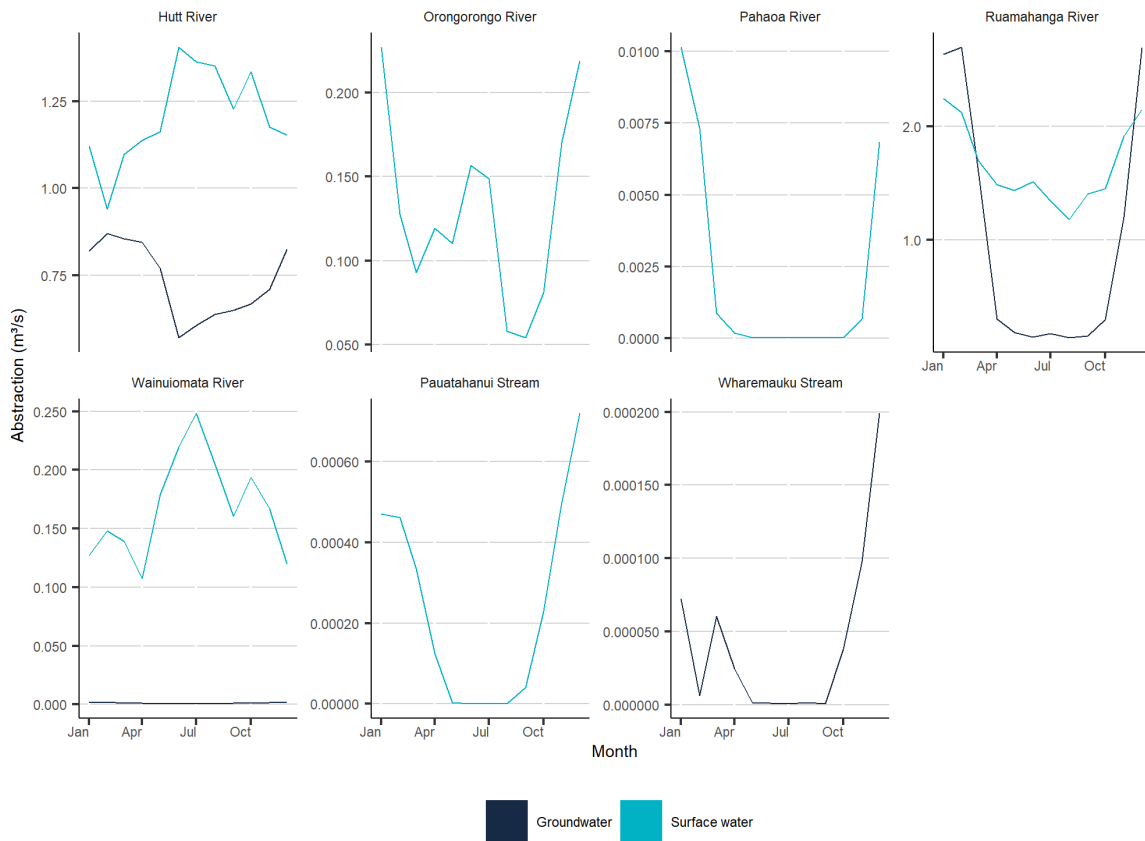 Hutt River
Orongorongo River
Pahaoa River
Ruamahanga River
1.25
1.00
0.75
0.200
0.150
0.100
0.050
0.0100
0.0075
0.0050
0.0025
0.0000
2.0
1.0
Jan Apr Jul Oct
Abstraction (m³/s)
Wainuiomata River
Pauatahanui Stream
Wharemauku Stream
0.250
0.200
0.150
0.100
0.050
0.000
Jan Apr Jul Oct
0.00060
0.00040
0.00020
0.00000
Jan Apr Jul Oct
0.000200
0.000150
0.000100
0.000050
0.000000
Jan Apr Jul Oct
Month
Groundwater
Surface water